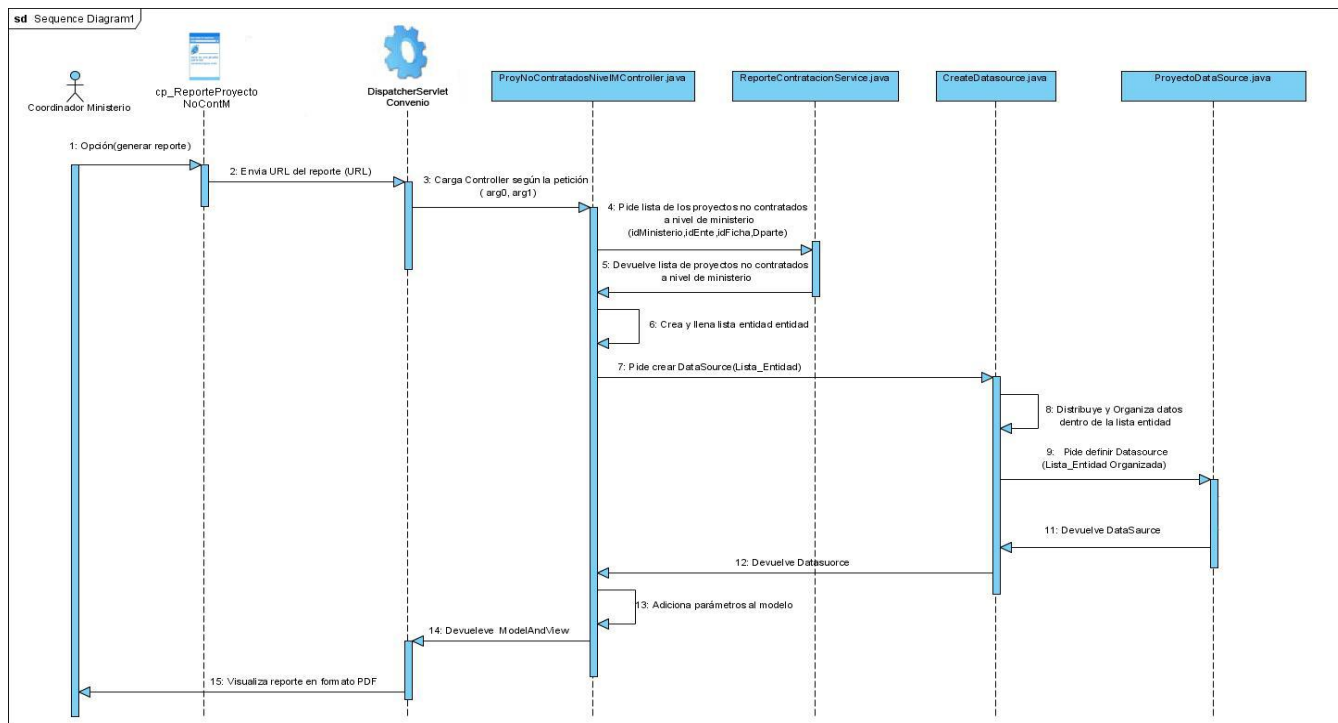 sd Sequence Diagram1
Coordinador Ministerio
cp_ReporteProyecto
NoContM
DispatcherServlet
Convenio
ProyNoContratadosNivelMController.java
ReporteContratacionService.java
CreateDatasource.java
ProyectoDataSource.java
1: Opción(generar reporte)
2: Envia URL del reporte (URL)
3: Carga Controller según la petición
( arg0, arg1)
4: Pide lista de los proyectos no contratados
a nivel de ministerio
(idMinisterio,idEnte,idFicha,Dparte)
5: Devuelve lista de proyectos no contratados
a nivel de ministerio
6: Crea y llena lista entidad entidad
7: Pide crear DataSource(Lista_Entidad)
8: Distribuye y Organiza datos
dentro de la lista entidad
9: Pide definir Datasource
(Lista_Entidad Organizada)
11: Devuelve DataSaurce
12: Devuelve Datasuorce
13: Adiciona parámetros al modelo
14: Devueleve ModelAndView
15: Visualiza reporte en formato PDF